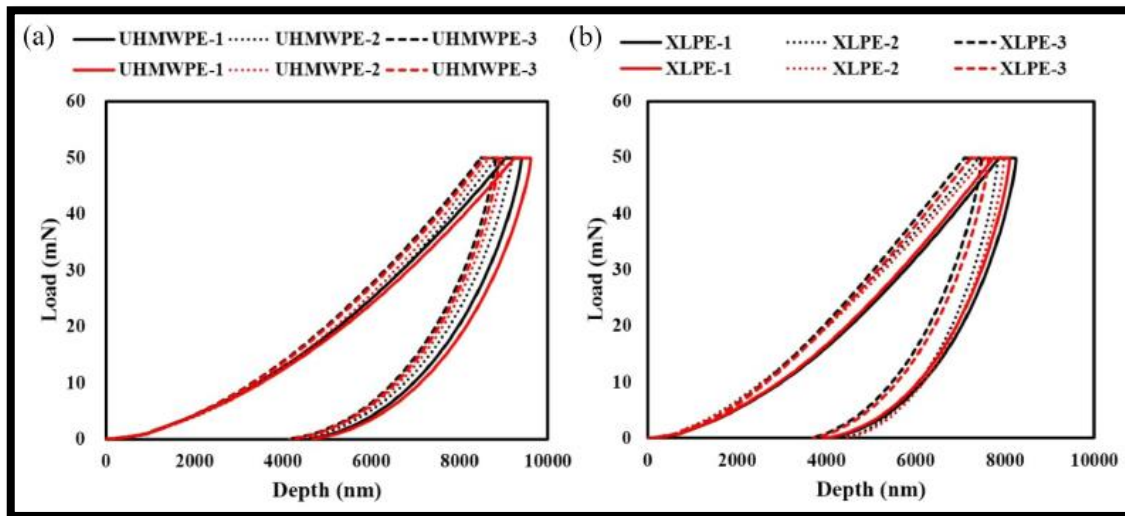 (a) UHMWPE-1 UHMWPE-2 UHMWPE-3
UHMWPE-1 UHMWPE-2 UHMWPE-3
60
50
40
30
20
10
0
Load (mN)
0 2000 4000 6000 8000 10000
Depth (nm)
(b) XLPE-1 XLPE-2 XLPE-3
XLPE-1 XLPE-2 XLPE-3
60
50
40
30
20
10
0
Load (mN)
0 2000 4000 6000 8000 10000
Depth (nm)